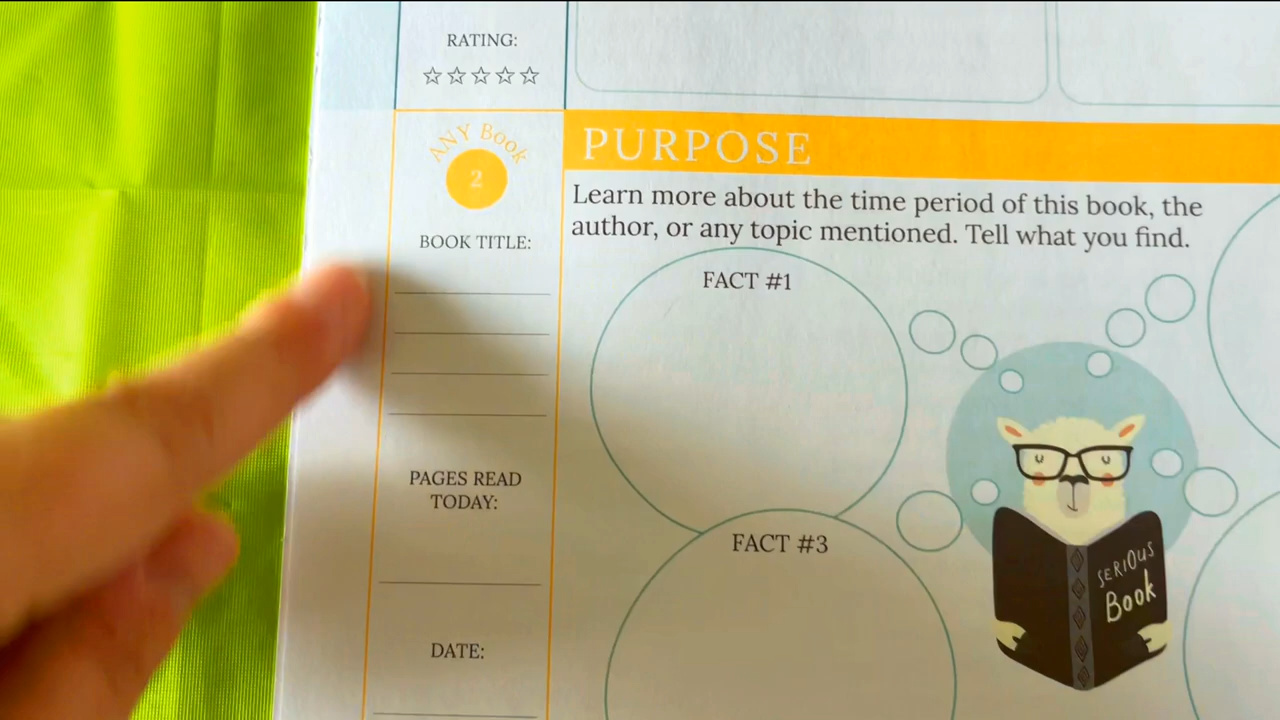 RATING:
ANY Book
2
BOOK TITLE:
PAGES READ
TODAY:
DATE:
PURPOSE
Learn more about the time period of this book, the
author, or any topic mentioned. Tell what you find.
FACT #1
FACT #3
SERIOUS
Book